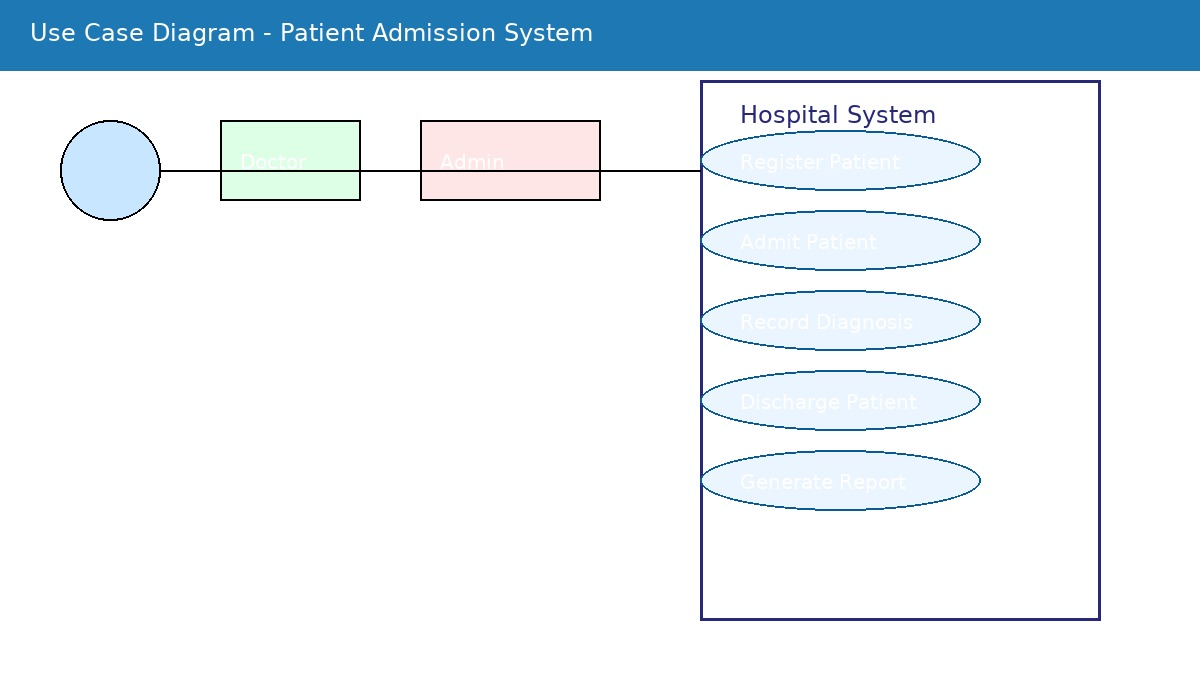 Use Case Diagram - Patient Admission System
Hospital System
Doctor
Admin
Register Patient
Admit Patient
Record Diagnosis
Discharge Patient
Generate Report